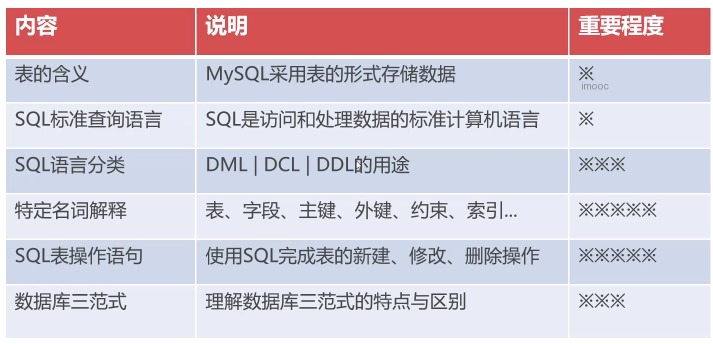 内容 说明 重要程度
表的含义 MySQL采用表的形式存储数据 ※
imooc
SQL标准查询语言 SQL是访问和处理数据的标准计算机语言 ※
SQL语言分类 DML | DCL | DDL的用途 ※※※
特定名词解释 表、字段、主键、外键、约束、索引... ※※※※※
SQL表操作语句 使用SQL完成表的新建、修改、删除操作 ※※※※※
数据库三范式 理解数据库三范式的特点与区别 ※※※